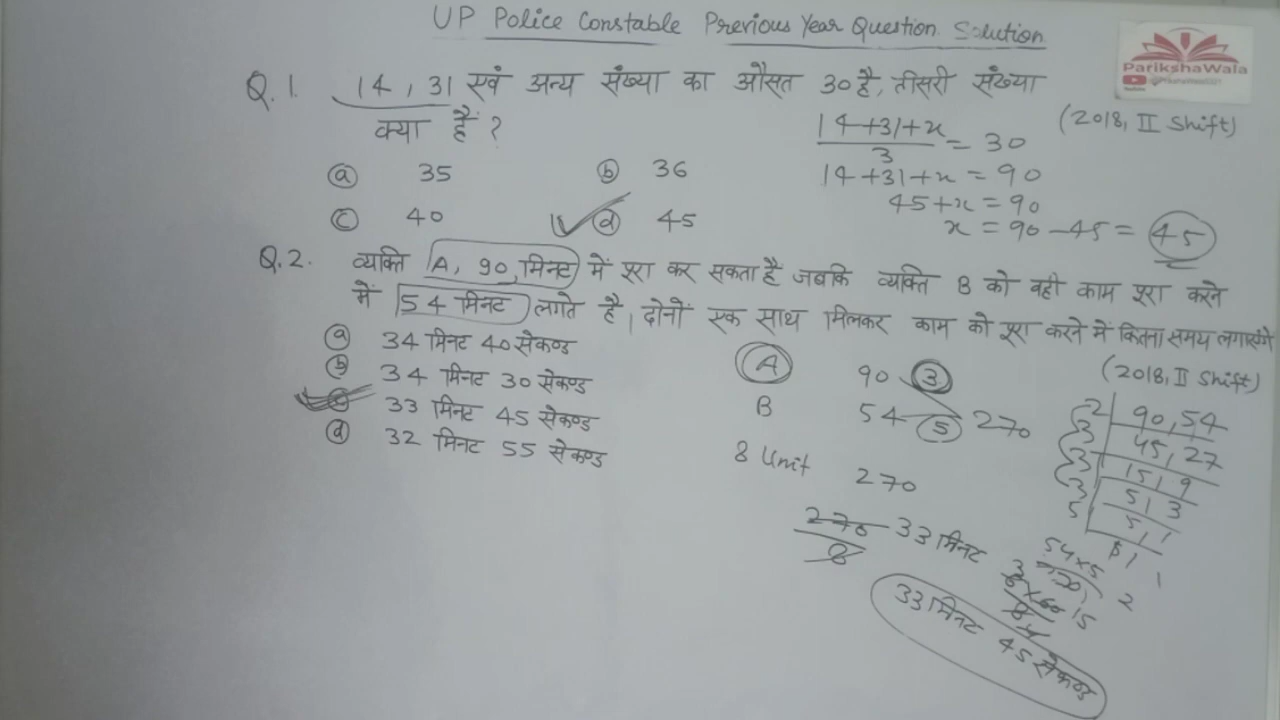 UP Police Constable Previous Year Question Solution
ParikshaWala
Q.1. 14, 31 एवं अन्य संख्या का औसत 30 है, तीसरी संख्या
क्या है ?
(2018, II Shift)
ⓐ 35 ⓑ 36
ⓒ 40 ⓓ 45
14+31+x / 3 = 30
14+31+x = 90
45+x = 90
x = 90-45 = 45
Q.2. व्यक्ति A, 90 मिनट में पूरा कर सकता है जबकि व्यक्ति B को वही काम पूरा करने
में 54 मिनट लगते है, दोनों एक साथ मिलकर काम को पूरा करने में कितना समय लगाएंगे
(2018, II Shift)
ⓐ 34 मिनट 40 सेकण्ड
ⓑ 34 मिनट 30 सेकण्ड
ⓒ 33 मिनट 45 सेकण्ड
ⓓ 32 मिनट 55 सेकण्ड
A 90 3
B 54 5 270
8 Unit 270
270 / 8 33 मिनट
33 मिनट 45 सेकण्ड
2 90, 54
3 45, 27
3 15, 9
3 5, 3
5 5, 1
1
54×5